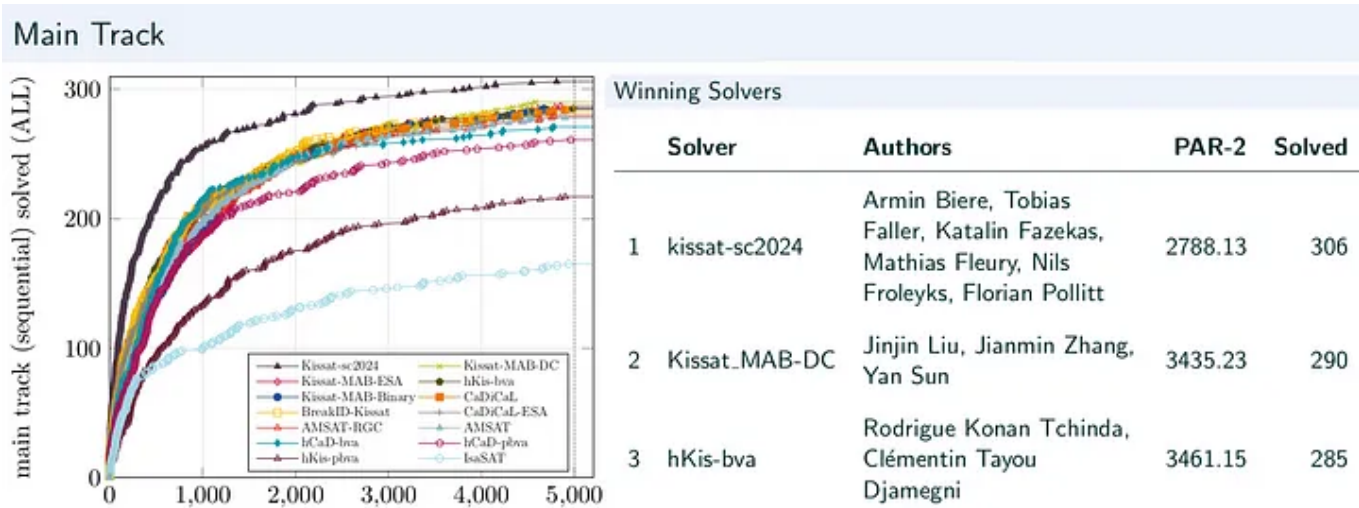 Main Track
main track (sequential) solved (ALL)
300
200
100
0
0 1,000 2,000 3,000 4,000 5,000
Kissat-sc2024 Kissat-MAB-DC
Kissat-MAB-ESA hKis-bva
Kissat-MAB-Binary CaDiCaL
BreakID-Kissat CaDiCaL-ESA
AMSAT-RGC AMSAT
hCaD-bva hCaD-pbva
hKis-pbva IsaSAT
Winning Solvers
Solver Authors PAR-2 Solved
Armin Biere, Tobias
Faller, Katalin Fazekas,
1 kissat-sc2024 2788.13 306
Mathias Fleury, Nils
Froleyks, Florian Pollitt
Jinjin Liu, Jianmin Zhang,
2 Kissat_MAB-DC 3435.23 290
Yan Sun
Rodrigue Konan Tchinda,
3 hKis-bva Clémentin Tayou 3461.15 285
Djamegni